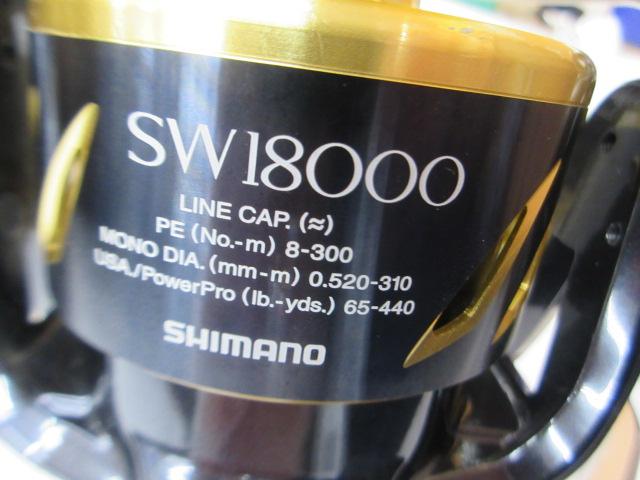 SW18000
LINE CAP. (≈)
PE (No.-m) 8-300
MONO DIA. (mm-m) 0.520-310
USA./PowerPro (lb.-yds.) 65-440
SHIMANO